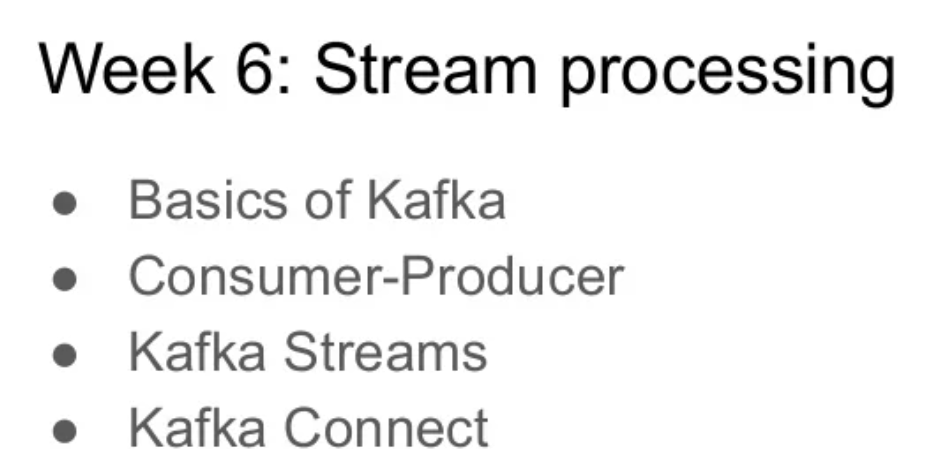 Week 6: Stream processing
● Basics of Kafka
● Consumer-Producer
● Kafka Streams
● Kafka Connect